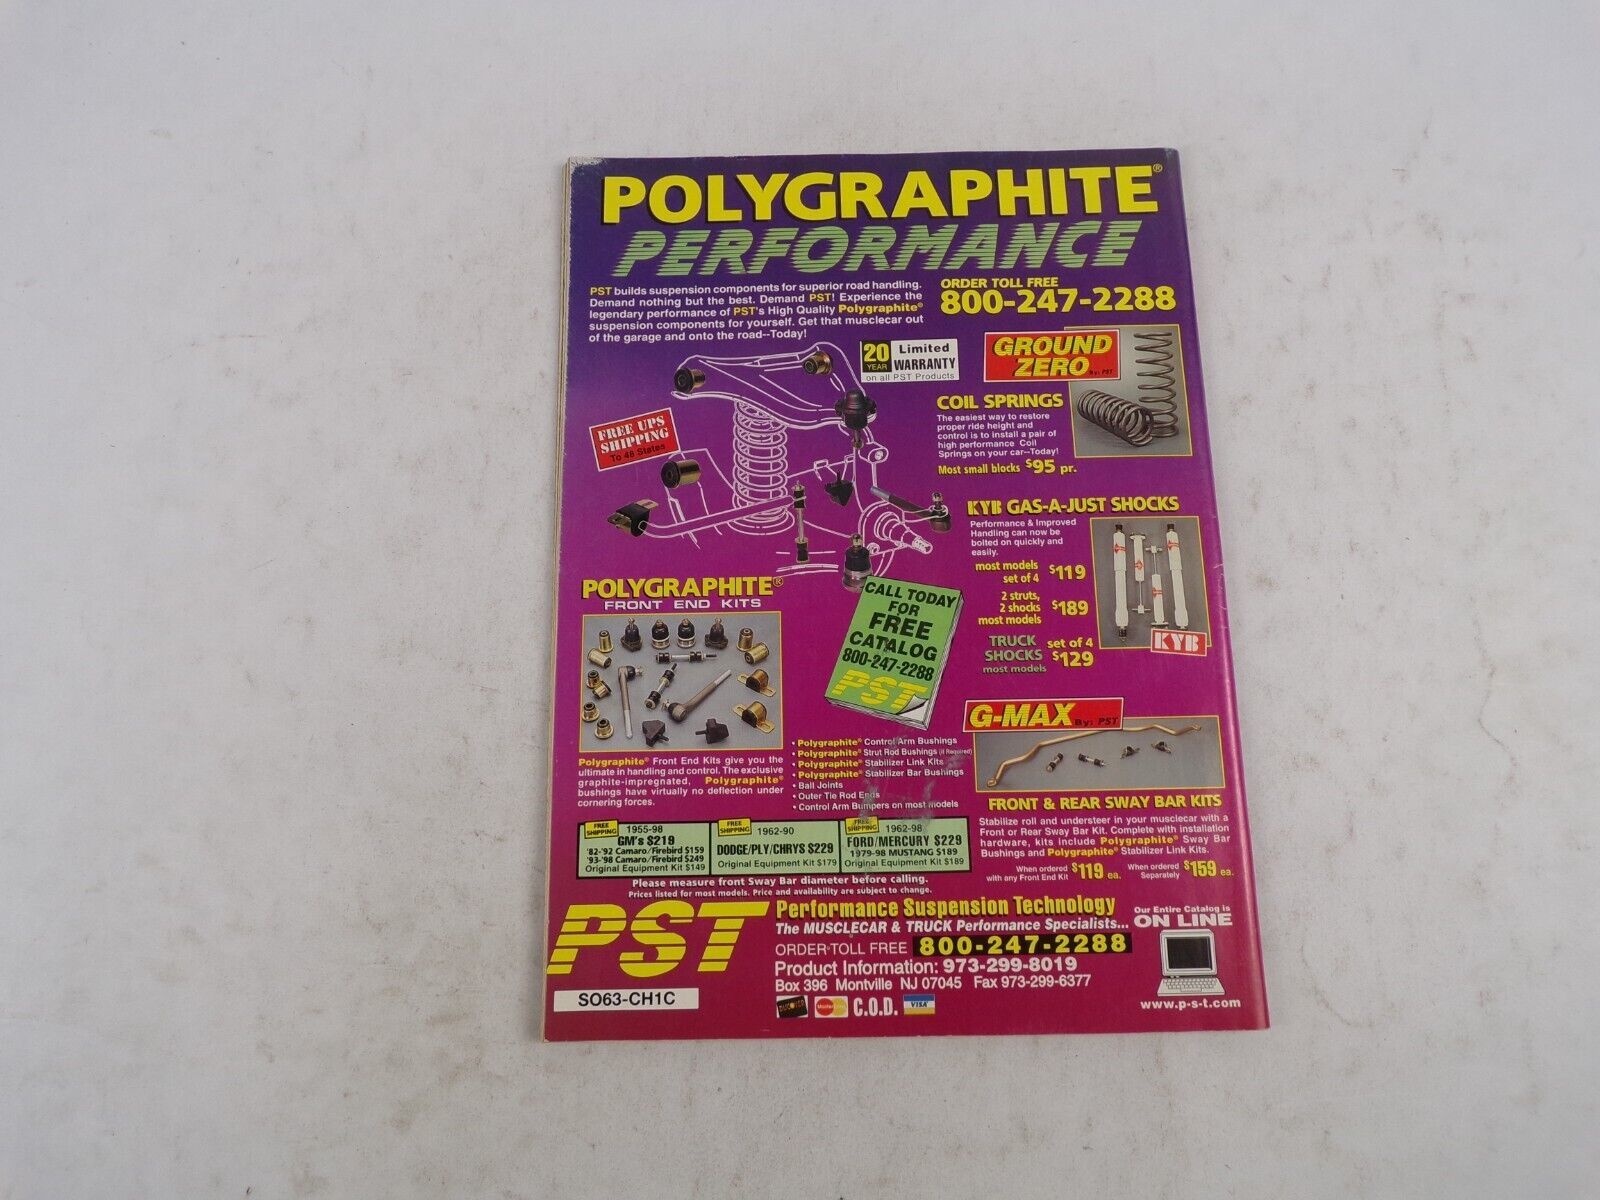 POLYGRAPHITE®
PERFORMANCE
PST builds suspension components for superior road handling.
Demand nothing but the best. Demand PST! Experience the
legendary performance of PST's High Quality Polygraphite®
suspension components for yourself. Get that musclecar out
of the garage and onto the road--Today!
ORDER TOLL FREE
800-247-2288
20 YEAR
Limited
WARRANTY
on all PST Products
GROUND
ZERO By: PST
FREE UPS
SHIPPING
To 48 States
COIL SPRINGS
The easiest way to restore
proper ride height and
control is to install a pair of
high performance Coil
Springs on your car--Today!
Most small blocks $95 pr.
KYB GAS-A-JUST SHOCKS
Performance & Improved
Handling can now be
bolted on quickly and
easily.
most models
set of 4 $119
2 struts,
2 shocks $189
most models
TRUCK set of 4
SHOCKS $129
most models
KYB
POLYGRAPHITE®
FRONT END KITS
CALL TODAY
FOR
FREE
CATALOG
800-247-2288
PST
Polygraphite® Front End Kits give you the
ultimate in handling and control. The exclusive
graphite-impregnated, Polygraphite®
bushings have virtually no deflection under
cornering forces.
• Polygraphite® Control Arm Bushings
• Polygraphite® Strut Rod Bushings (if Required)
• Polygraphite® Stabilizer Link Kits
• Polygraphite® Stabilizer Bar Bushings
• Ball Joints
• Outer Tie Rod Ends
• Control Arm Bumpers on most models
G-MAX By: PST
FRONT & REAR SWAY BAR KITS
Stabilize roll and understeer in your musclecar with a
Front or Rear Sway Bar Kit. Complete with installation
hardware, kits include Polygraphite® Sway Bar
Bushings and Polygraphite® Stabilizer Link Kits.
When ordered
with any Front End Kit $119 ea.
When ordered
Separately $159 ea.
FREE SHIPPING
1955-98
GM's $219
'82-'92 Camaro/Firebird $159
'93-'98 Camaro/Firebird $249
Original Equipment Kit $149
FREE SHIPPING
1962-90
DODGE/PLY/CHRYS $229
Original Equipment Kit $179
FREE SHIPPING
1962-98
FORD/MERCURY $229
1979-98 MUSTANG $189
Original Equipment Kit $189
Please measure front Sway Bar diameter before calling.
Prices listed for most models. Price and availability are subject to change.
PST
Performance Suspension Technology
The MUSCLECAR & TRUCK Performance Specialists...
ORDER TOLL FREE 800-247-2288
Product Information: 973-299-8019
Box 396 Montville NJ 07045 Fax 973-299-6377
DISCOVER MasterCard C.O.D. VISA
Our Entire Catalog is
ON LINE
www.p-s-t.com
SO63-CH1C